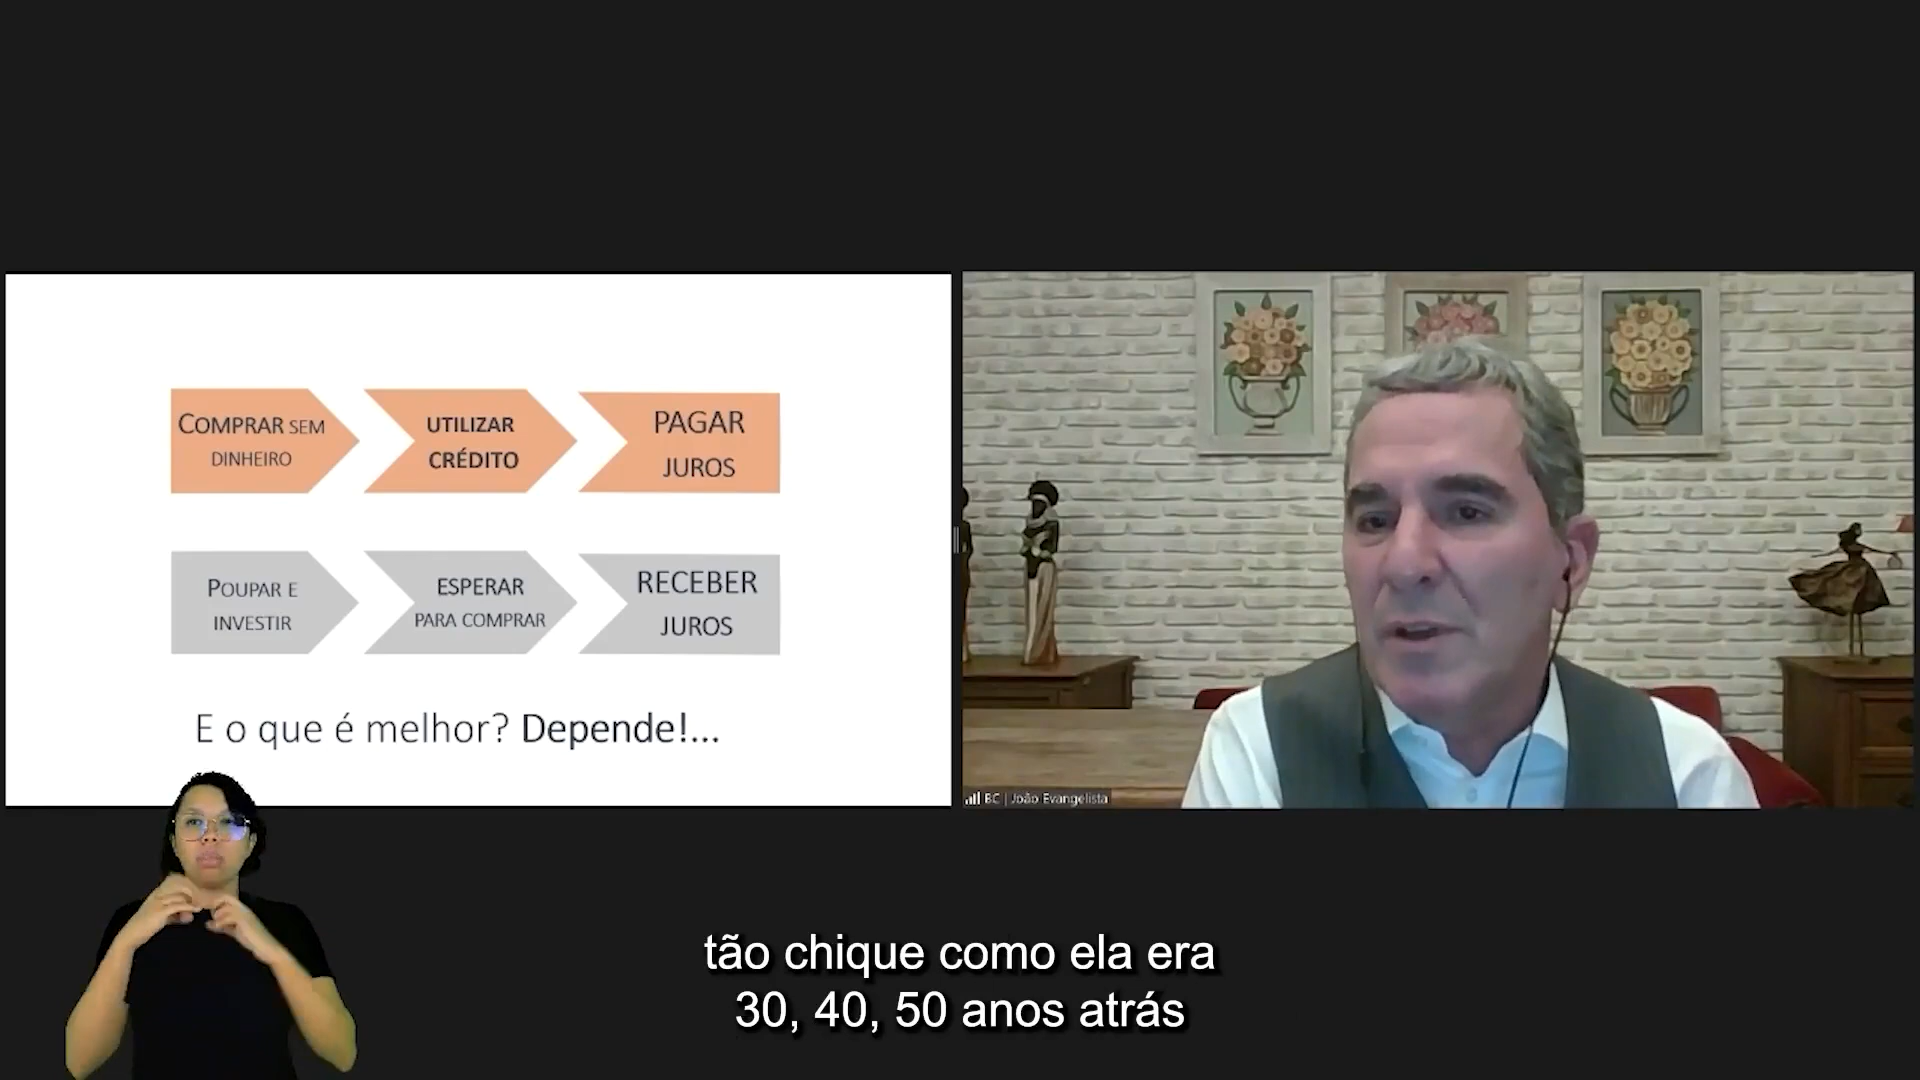 COMPRAR SEM
DINHEIRO
UTILIZAR
CRÉDITO
PAGAR
JUROS
POUPAR E
INVESTIR
ESPERAR
PARA COMPRAR
RECEBER
JUROS
E o que é melhor? Depende!...
BC | João Evangelista
tão chique como ela era
30, 40, 50 anos atrás